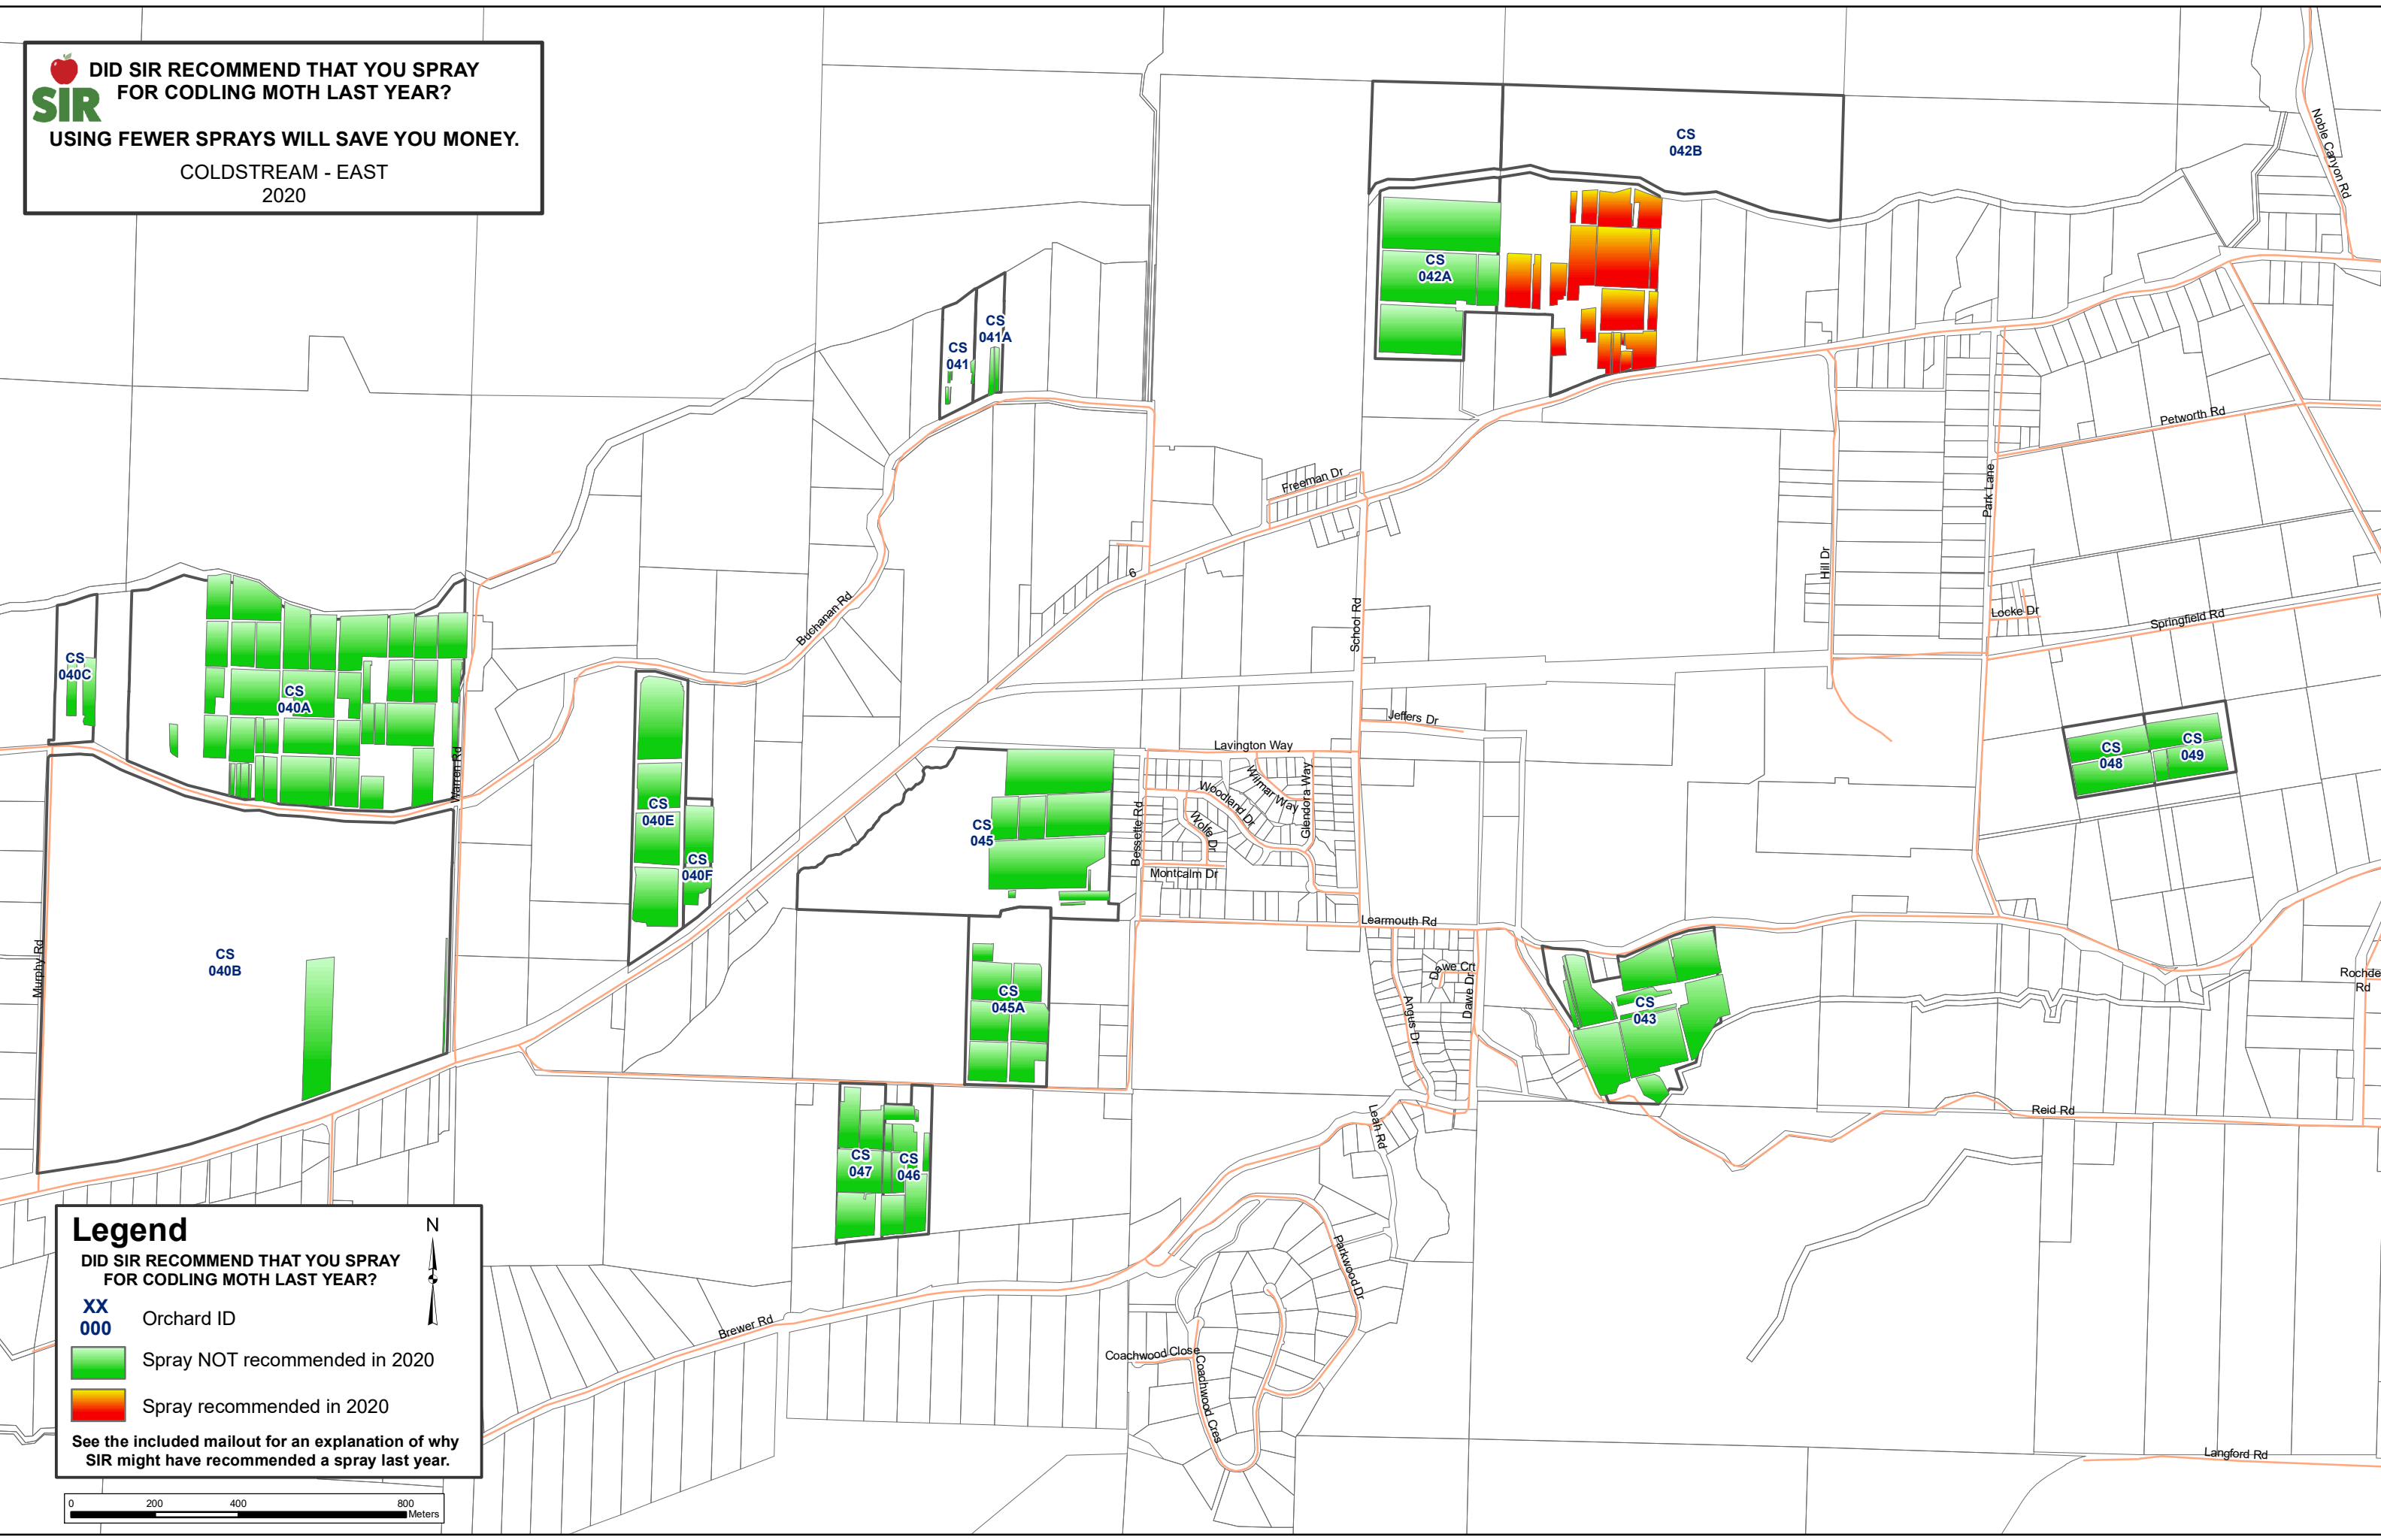 DID SIR RECOMMEND THAT YOU SPRAY
FOR CODLING MOTH LAST YEAR?
SIR
USING FEWER SPRAYS WILL SAVE YOU MONEY.
COLDSTREAM - EAST
2020
CS
042B
Noble Canyon Rd
CS
042A
CS
041A
CS
041
Petworth Rd
Freeman Dr
Park Lane
6
Hill Dr
Buchanan Rd
School Rd
Locke Dr
Springfield Rd
CS
040C
CS
040A
Warren Rd
Jeffers Dr
Lavington Way
Wilmar Way
Woodland Dr
Glendora Way
Wolfe Dr
Bessette Rd
Montcalm Dr
CS
048
CS
049
CS
040E
CS
040F
CS
045
Learmouth Rd
Murphy Rd
CS
040B
CS
045A
Dawe Crt
Dawe Dr
Angus Dr
CS
043
Rochde
Rd
Reid Rd
Leah Rd
CS
047
CS
046
Parkwood Dr
Brewer Rd
Coachwood Close
Coachwood Cres
Langford Rd
Legend
N
DID SIR RECOMMEND THAT YOU SPRAY
FOR CODLING MOTH LAST YEAR?
XX
000
Orchard ID
Spray NOT recommended in 2020
Spray recommended in 2020
See the included mailout for an explanation of why
SIR might have recommended a spray last year.
0 200 400 800
Meters